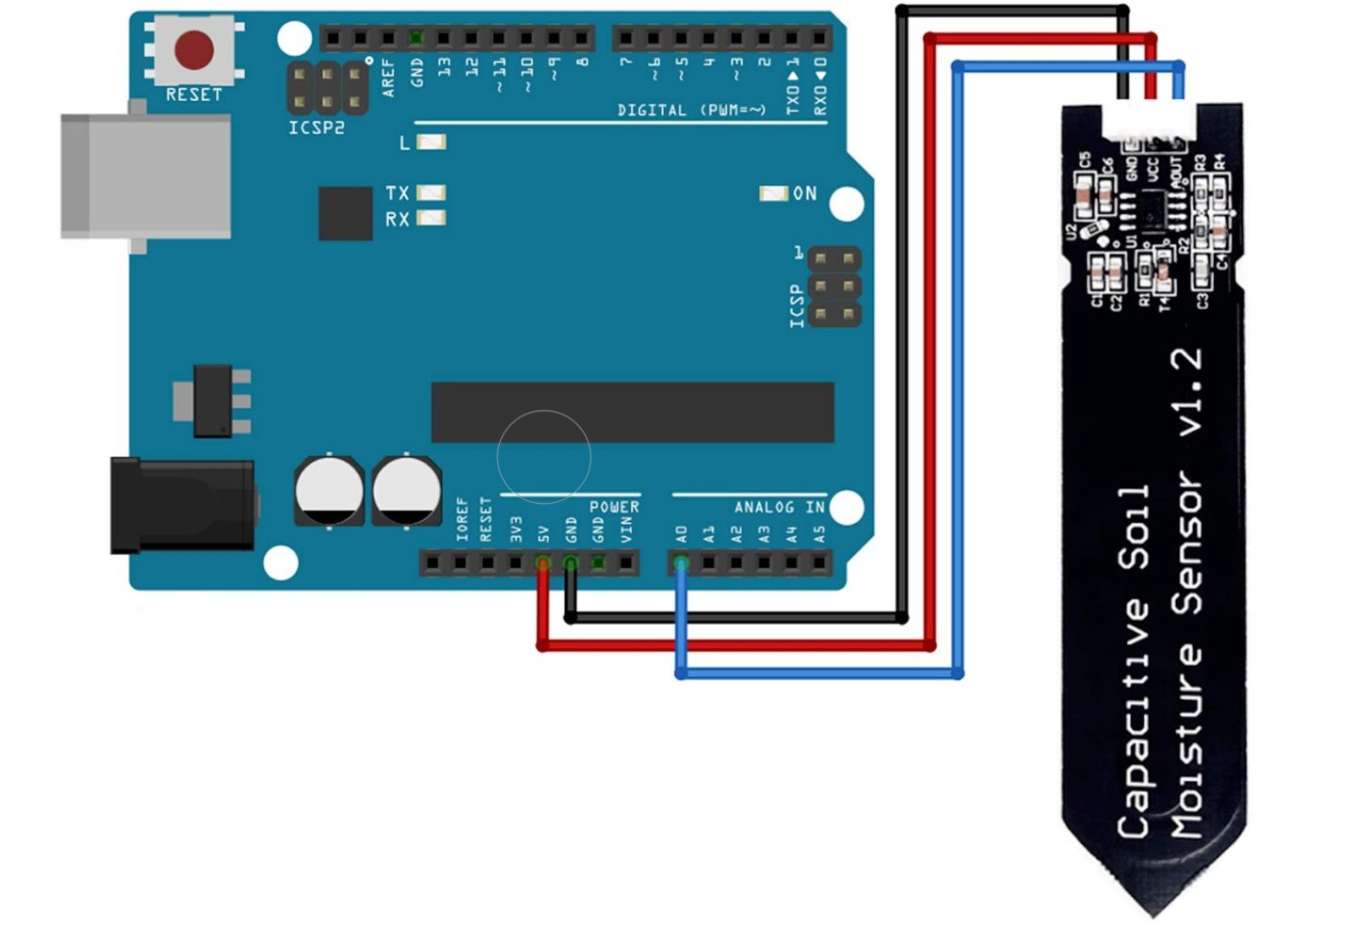 RESET
ICSP2
AREF
GND
13
12
~11
~10
~9
8
7
~6
~5
4
~3
2
TX0▶1
RX0◀0
DIGITAL (PWM=~)
L
TX
RX
ON
1
ICSP
POWER
ANALOG IN
IOREF
RESET
3V3
5V
GND
GND
VIN
A0
A1
A2
A3
A4
A5
GND
VCC
AOUT
C5
C6
R3
R4
U2
U1
R2
C4
C1
C2
R1
T4
C3
Capacitive Soil
Moisture Sensor v1.2